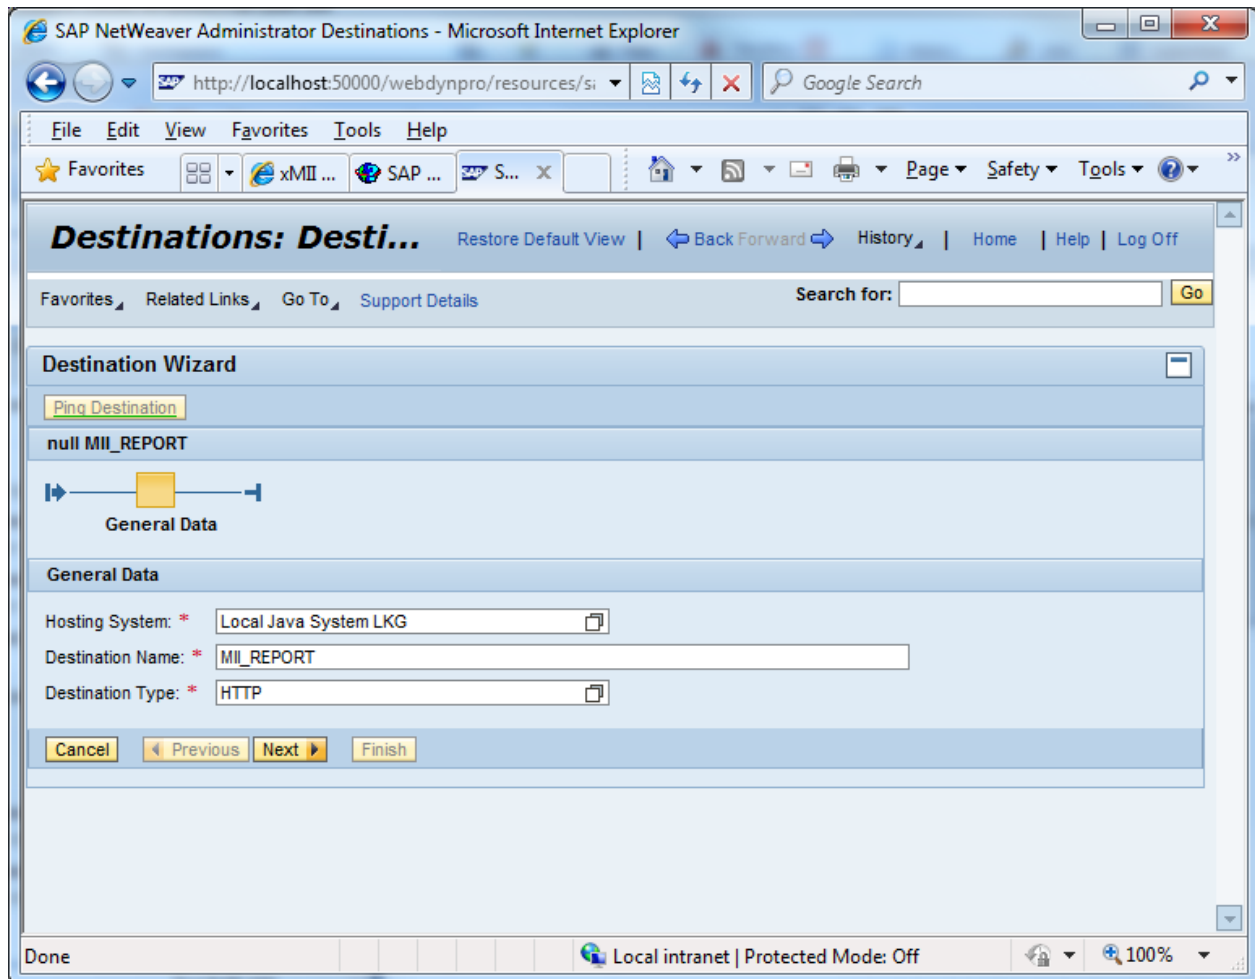 SAP NetWeaver Administrator Destinations - Microsoft Internet Explorer
http://localhost:50000/webdynpro/resources/sa
Google Search
File Edit View Favorites Tools Help
Favorites xMII ... SAP ... S... Page Safety Tools
Destinations: Desti... Restore Default View | Back Forward History | Home | Help | Log Off
Favorites Related Links Go To Support Details Search for: Go
Destination Wizard
Ping Destination
null MII_REPORT
General Data
General Data
Hosting System: * Local Java System LKG
Destination Name: * MII_REPORT
Destination Type: * HTTP
Cancel Previous Next Finish
Done Local intranet | Protected Mode: Off 100%